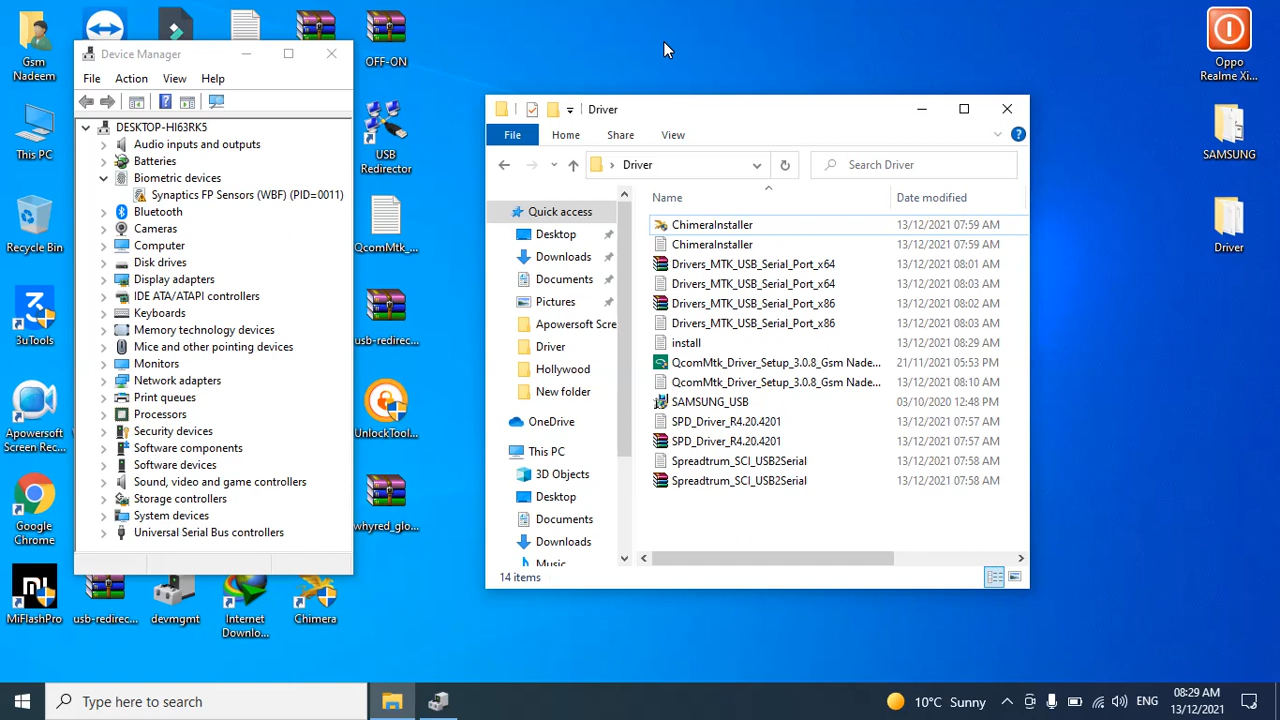 Gsm
Nadeem
This PC
Recycle Bin
3uTools
Apowersoft
Screen Rec...
Google
Chrome
MiFlashPro
OFF-ON
USB
Redirector
QcomMtk_...
usb-redirec...
UnlockTool...
whyred_glo...
usb-redirec...
devmgmt
Internet
Downlo...
Chimera
Oppo
Realme Xi...
SAMSUNG
Driver
Device Manager
File Action View Help
DESKTOP-HI63RK5
Audio inputs and outputs
Batteries
Biometric devices
Synaptics FP Sensors (WBF) (PID=0011)
Bluetooth
Cameras
Computer
Disk drives
Display adapters
IDE ATA/ATAPI controllers
Keyboards
Memory technology devices
Mice and other pointing devices
Monitors
Network adapters
Print queues
Processors
Security devices
Software components
Software devices
Sound, video and game controllers
Storage controllers
System devices
Universal Serial Bus controllers
Driver
File Home Share View
Driver
Search Driver
Quick access
Desktop
Downloads
Documents
Pictures
Apowersoft Scre
Driver
Hollywood
New folder
OneDrive
This PC
3D Objects
Desktop
Documents
Downloads
Music
Name Date modified
ChimeraInstaller 13/12/2021 07:59 AM
ChimeraInstaller 13/12/2021 07:59 AM
Drivers_MTK_USB_Serial_Port_x64 13/12/2021 08:01 AM
Drivers_MTK_USB_Serial_Port_x64 13/12/2021 08:03 AM
Drivers_MTK_USB_Serial_Port_x86 13/12/2021 08:02 AM
Drivers_MTK_USB_Serial_Port_x86 13/12/2021 08:03 AM
install 13/12/2021 08:29 AM
QcomMtk_Driver_Setup_3.0.8_Gsm Nade... 21/11/2021 05:53 PM
QcomMtk_Driver_Setup_3.0.8_Gsm Nade... 13/12/2021 08:10 AM
SAMSUNG_USB 03/10/2020 12:48 PM
SPD_Driver_R4.20.4201 13/12/2021 07:57 AM
SPD_Driver_R4.20.4201 13/12/2021 07:57 AM
Spreadtrum_SCI_USB2Serial 13/12/2021 07:58 AM
Spreadtrum_SCI_USB2Serial 13/12/2021 07:58 AM
14 items
Type here to search
10°C Sunny
ENG
08:29 AM
13/12/2021